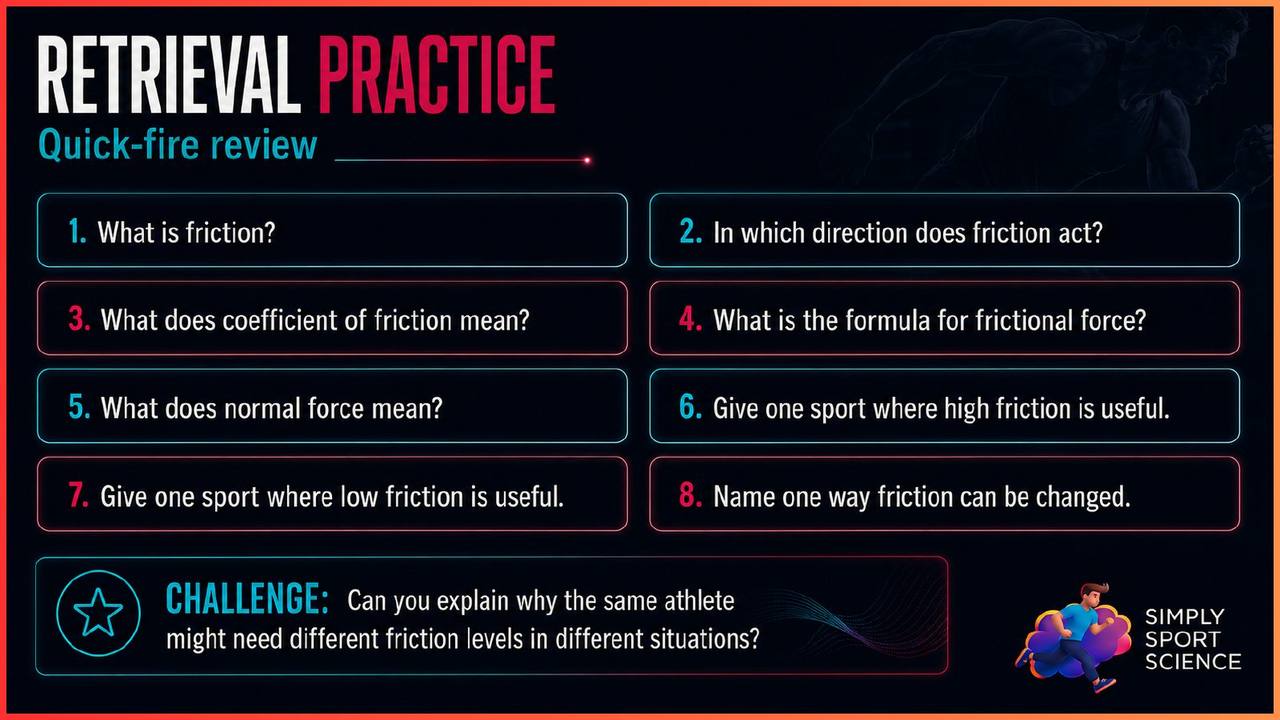 RETRIEVAL PRACTICE
Quick-fire review
1. What is friction?
2. In which direction does friction act?
3. What does coefficient of friction mean?
4. What is the formula for frictional force?
5. What does normal force mean?
6. Give one sport where high friction is useful.
7. Give one sport where low friction is useful.
8. Name one way friction can be changed.
CHALLENGE: Can you explain why the same athlete
might need different friction levels in different situations?
SIMPLY
SPORT
SCIENCE